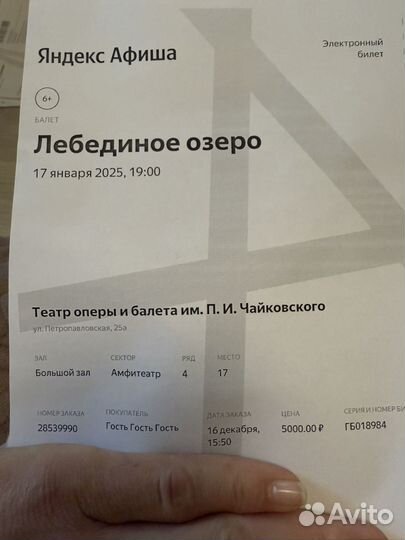 Яндекс Афиша
Электронный
билет
6+
БАЛЕТ
Лебединое озеро
17 января 2025, 19:00
Театр оперы и балета им. П. И. Чайковского
ул. Петропавловская, 25а
ЗАЛ СЕКТОР РЯД МЕСТО
Большой зал Амфитеатр 4 17
НОМЕР ЗАКАЗА ПОКУПАТЕЛЬ ДАТА ЗАКАЗА ЦЕНА СЕРИЯ И НОМЕР
28539990 Гость Гость Гость 16 декабря, 5000.00 ₽ ГБ018984
15:50
Avito